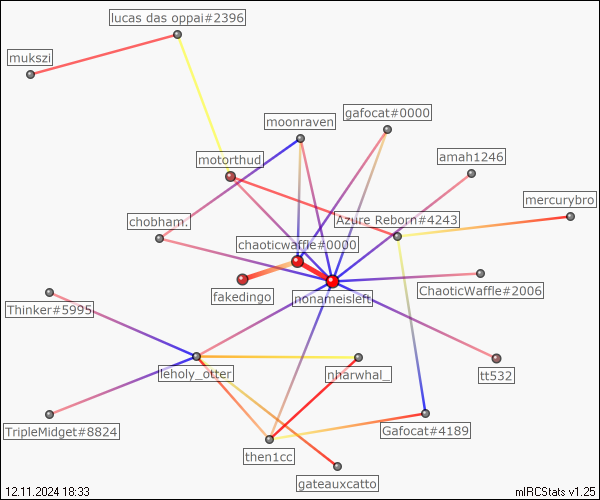 lucas das oppai#2396
mukszi
gafocat#0000
moonraven
motorthud
amah1246
mercurybro
Azure Reborn#4243
chobham.
chaoticwaffle#0000
fakedingo
nonameisleft
ChaoticWaffle#2006
Thinker#5995
leholy_otter
nharwhal_
tt532
TripleMidget#8824
Gafocat#4189
then1cc
gateauxcatto
12.11.2024 18:33
mIRCStats v1.25